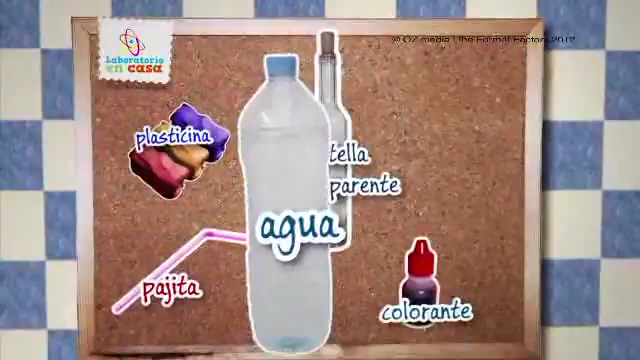 Laboratorio
en casa
© OZ media | the Format Factory 2012
plasticina
tella
parente
agua
pajita
colorante